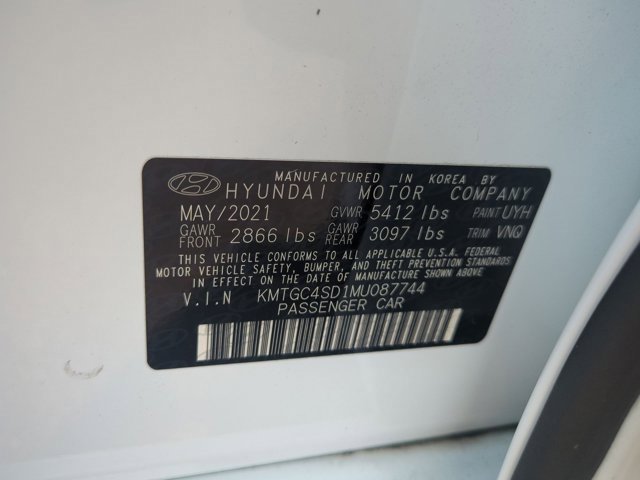 MANUFACTURED IN KOREA BY
HYUNDAI MOTOR COMPANY
MAY/2021 GVWR 5412 lbs PAINT UYH
GAWR FRONT 2866 lbs GAWR REAR 3097 lbs TRIM VNQ
THIS VEHICLE CONFORMS TO ALL APPLICABLE U.S.A. FEDERAL
MOTOR VEHICLE SAFETY, BUMPER, AND THEFT PREVENTION STANDARDS
IN EFFECT ON THE DATE OF MANUFACTURE SHOWN ABOVE.
V.I.N KMTGC4SD1MU087744
PASSENGER CAR